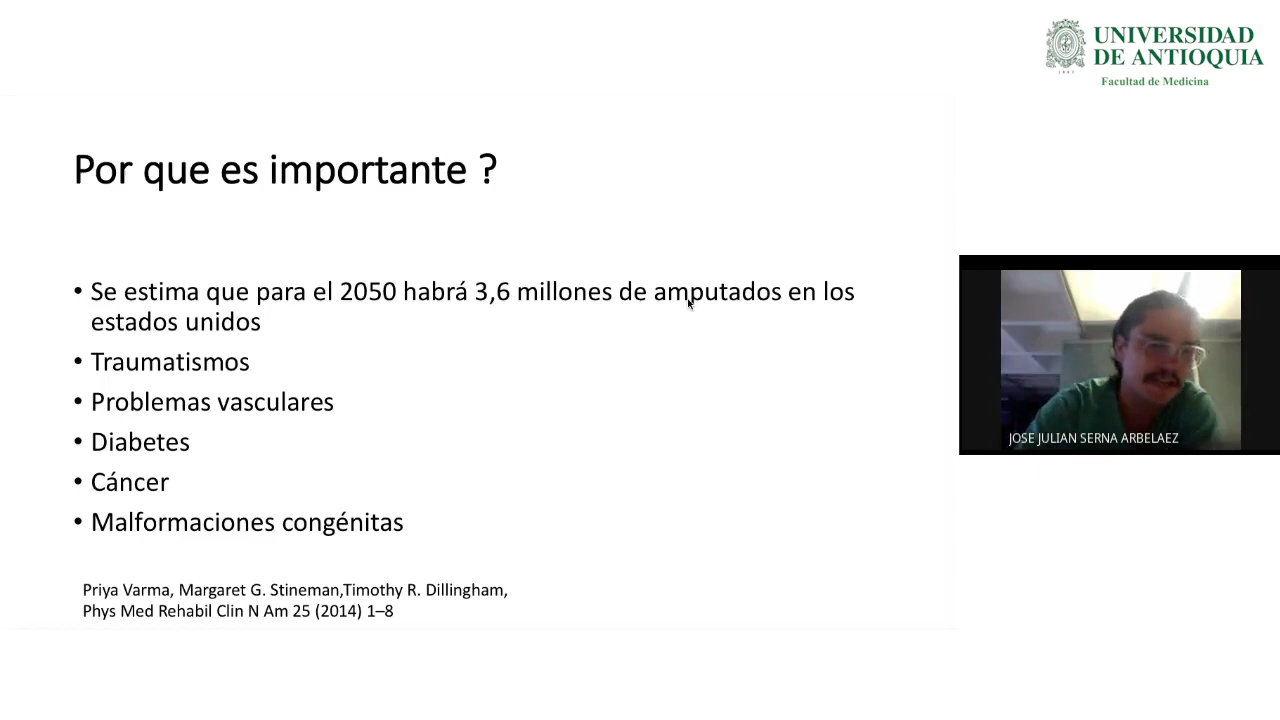 UNIVERSIDAD
DE ANTIOQUIA
1803
Facultad de Medicina
Por que es importante ?
• Se estima que para el 2050 habrá 3,6 millones de amputados en los
estados unidos
• Traumatismos
• Problemas vasculares
• Diabetes
• Cáncer
• Malformaciones congénitas
Priya Varma, Margaret G. Stineman,Timothy R. Dillingham,
Phys Med Rehabil Clin N Am 25 (2014) 1–8
JOSE JULIAN SERNA ARBELAEZ